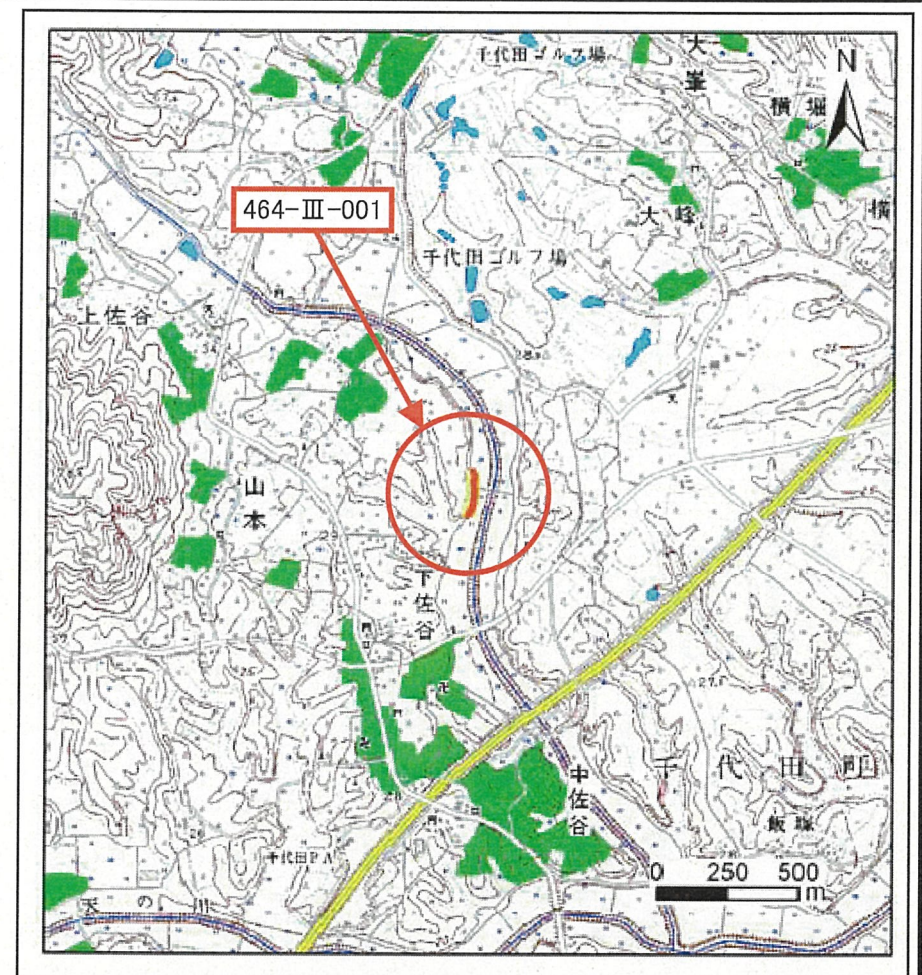 千代田ゴルフ場
大峯
N
横堀
464-Ⅲ-001
大峰
横
千代田ゴルフ場
上佐谷
山本
下佐谷
中佐谷
千代田町
飯塚
千代田PA
0 250 500
m
天の川